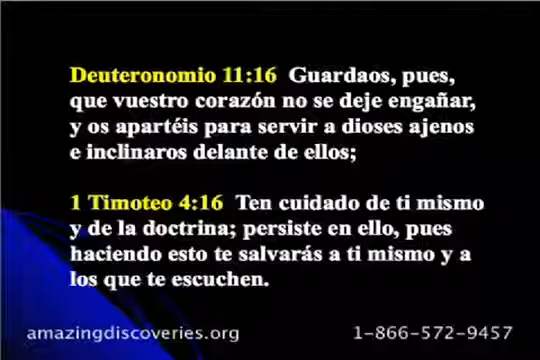 Deuteronomio 11:16 Guardaos, pues,
que vuestro corazón no se deje engañar,
y os apartéis para servir a dioses ajenos
e inclinaros delante de ellos;
1 Timoteo 4:16 Ten cuidado de ti mismo
y de la doctrina; persiste en ello, pues
haciendo esto te salvarás a ti mismo y a
los que te escuchen.
amazingdiscoveries.org 1-866-572-9457